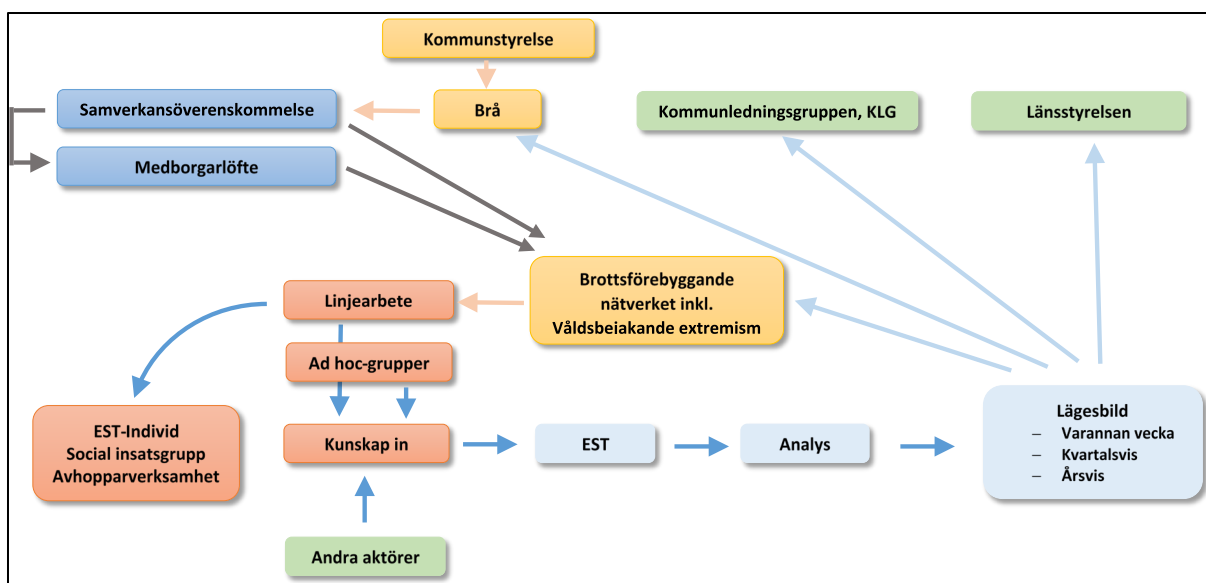 Kommunstyrelse
Samverkansöverenskommelse
Brå
Kommunledningsgruppen, KLG
Länsstyrelsen
Medborgarlöfte
Brottsförebyggande
nätverket inkl.
Våldsbeiakande extremism
Linjearbete
Ad hoc-grupper
EST-Individ
Social insatsgrupp
Avhopparverksamhet
Kunskap in
EST
Analys
Lägesbild
– Varannan vecka
– Kvartalsvis
– Årsvis
Andra aktörer